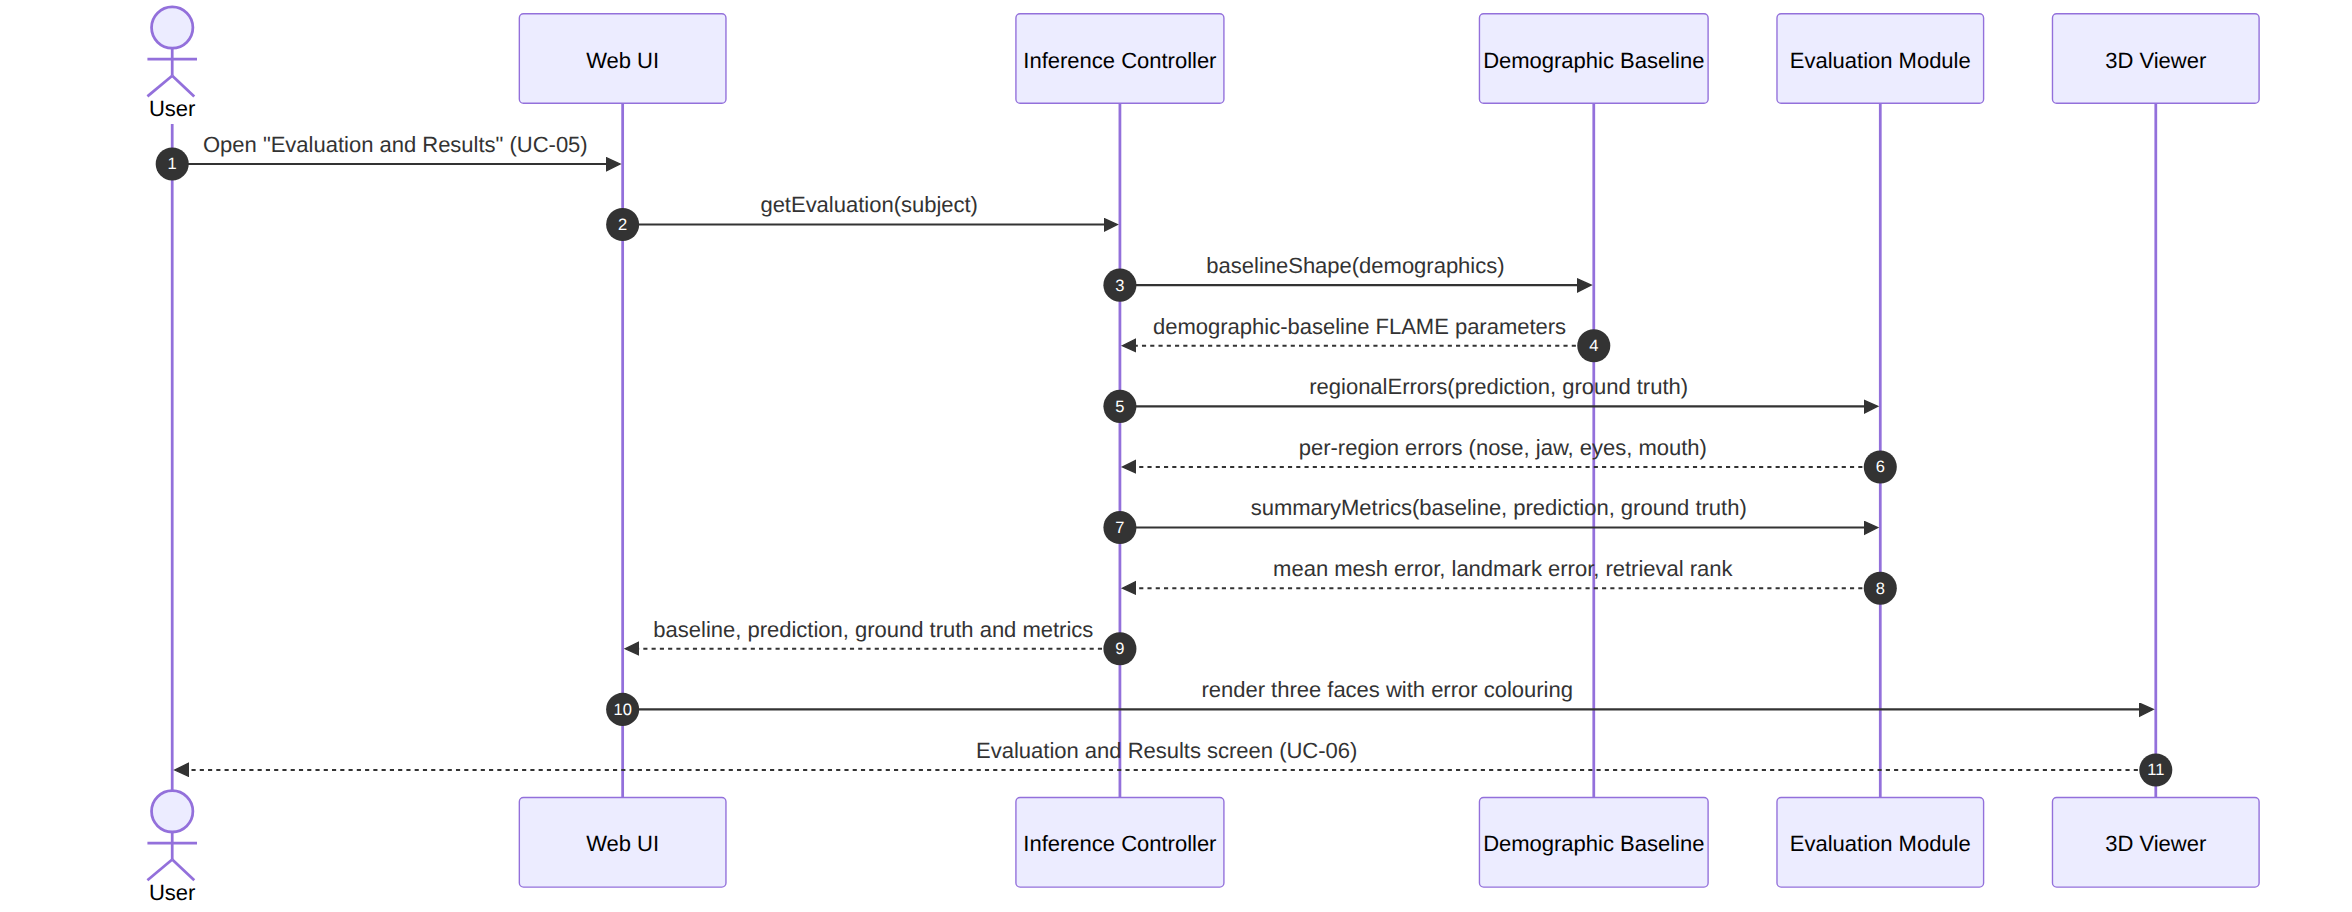 Web UI
Inference Controller
Demographic Baseline
Evaluation Module
3D Viewer
User
Open "Evaluation and Results" (UC-05)
1
getEvaluation(subject)
2
baselineShape(demographics)
3
demographic-baseline FLAME parameters
4
regionalErrors(prediction, ground truth)
5
per-region errors (nose, jaw, eyes, mouth)
6
summaryMetrics(baseline, prediction, ground truth)
7
mean mesh error, landmark error, retrieval rank
8
baseline, prediction, ground truth and metrics
9
render three faces with error colouring
10
Evaluation and Results screen (UC-06)
11
Web UI
Inference Controller
Demographic Baseline
Evaluation Module
3D Viewer
User